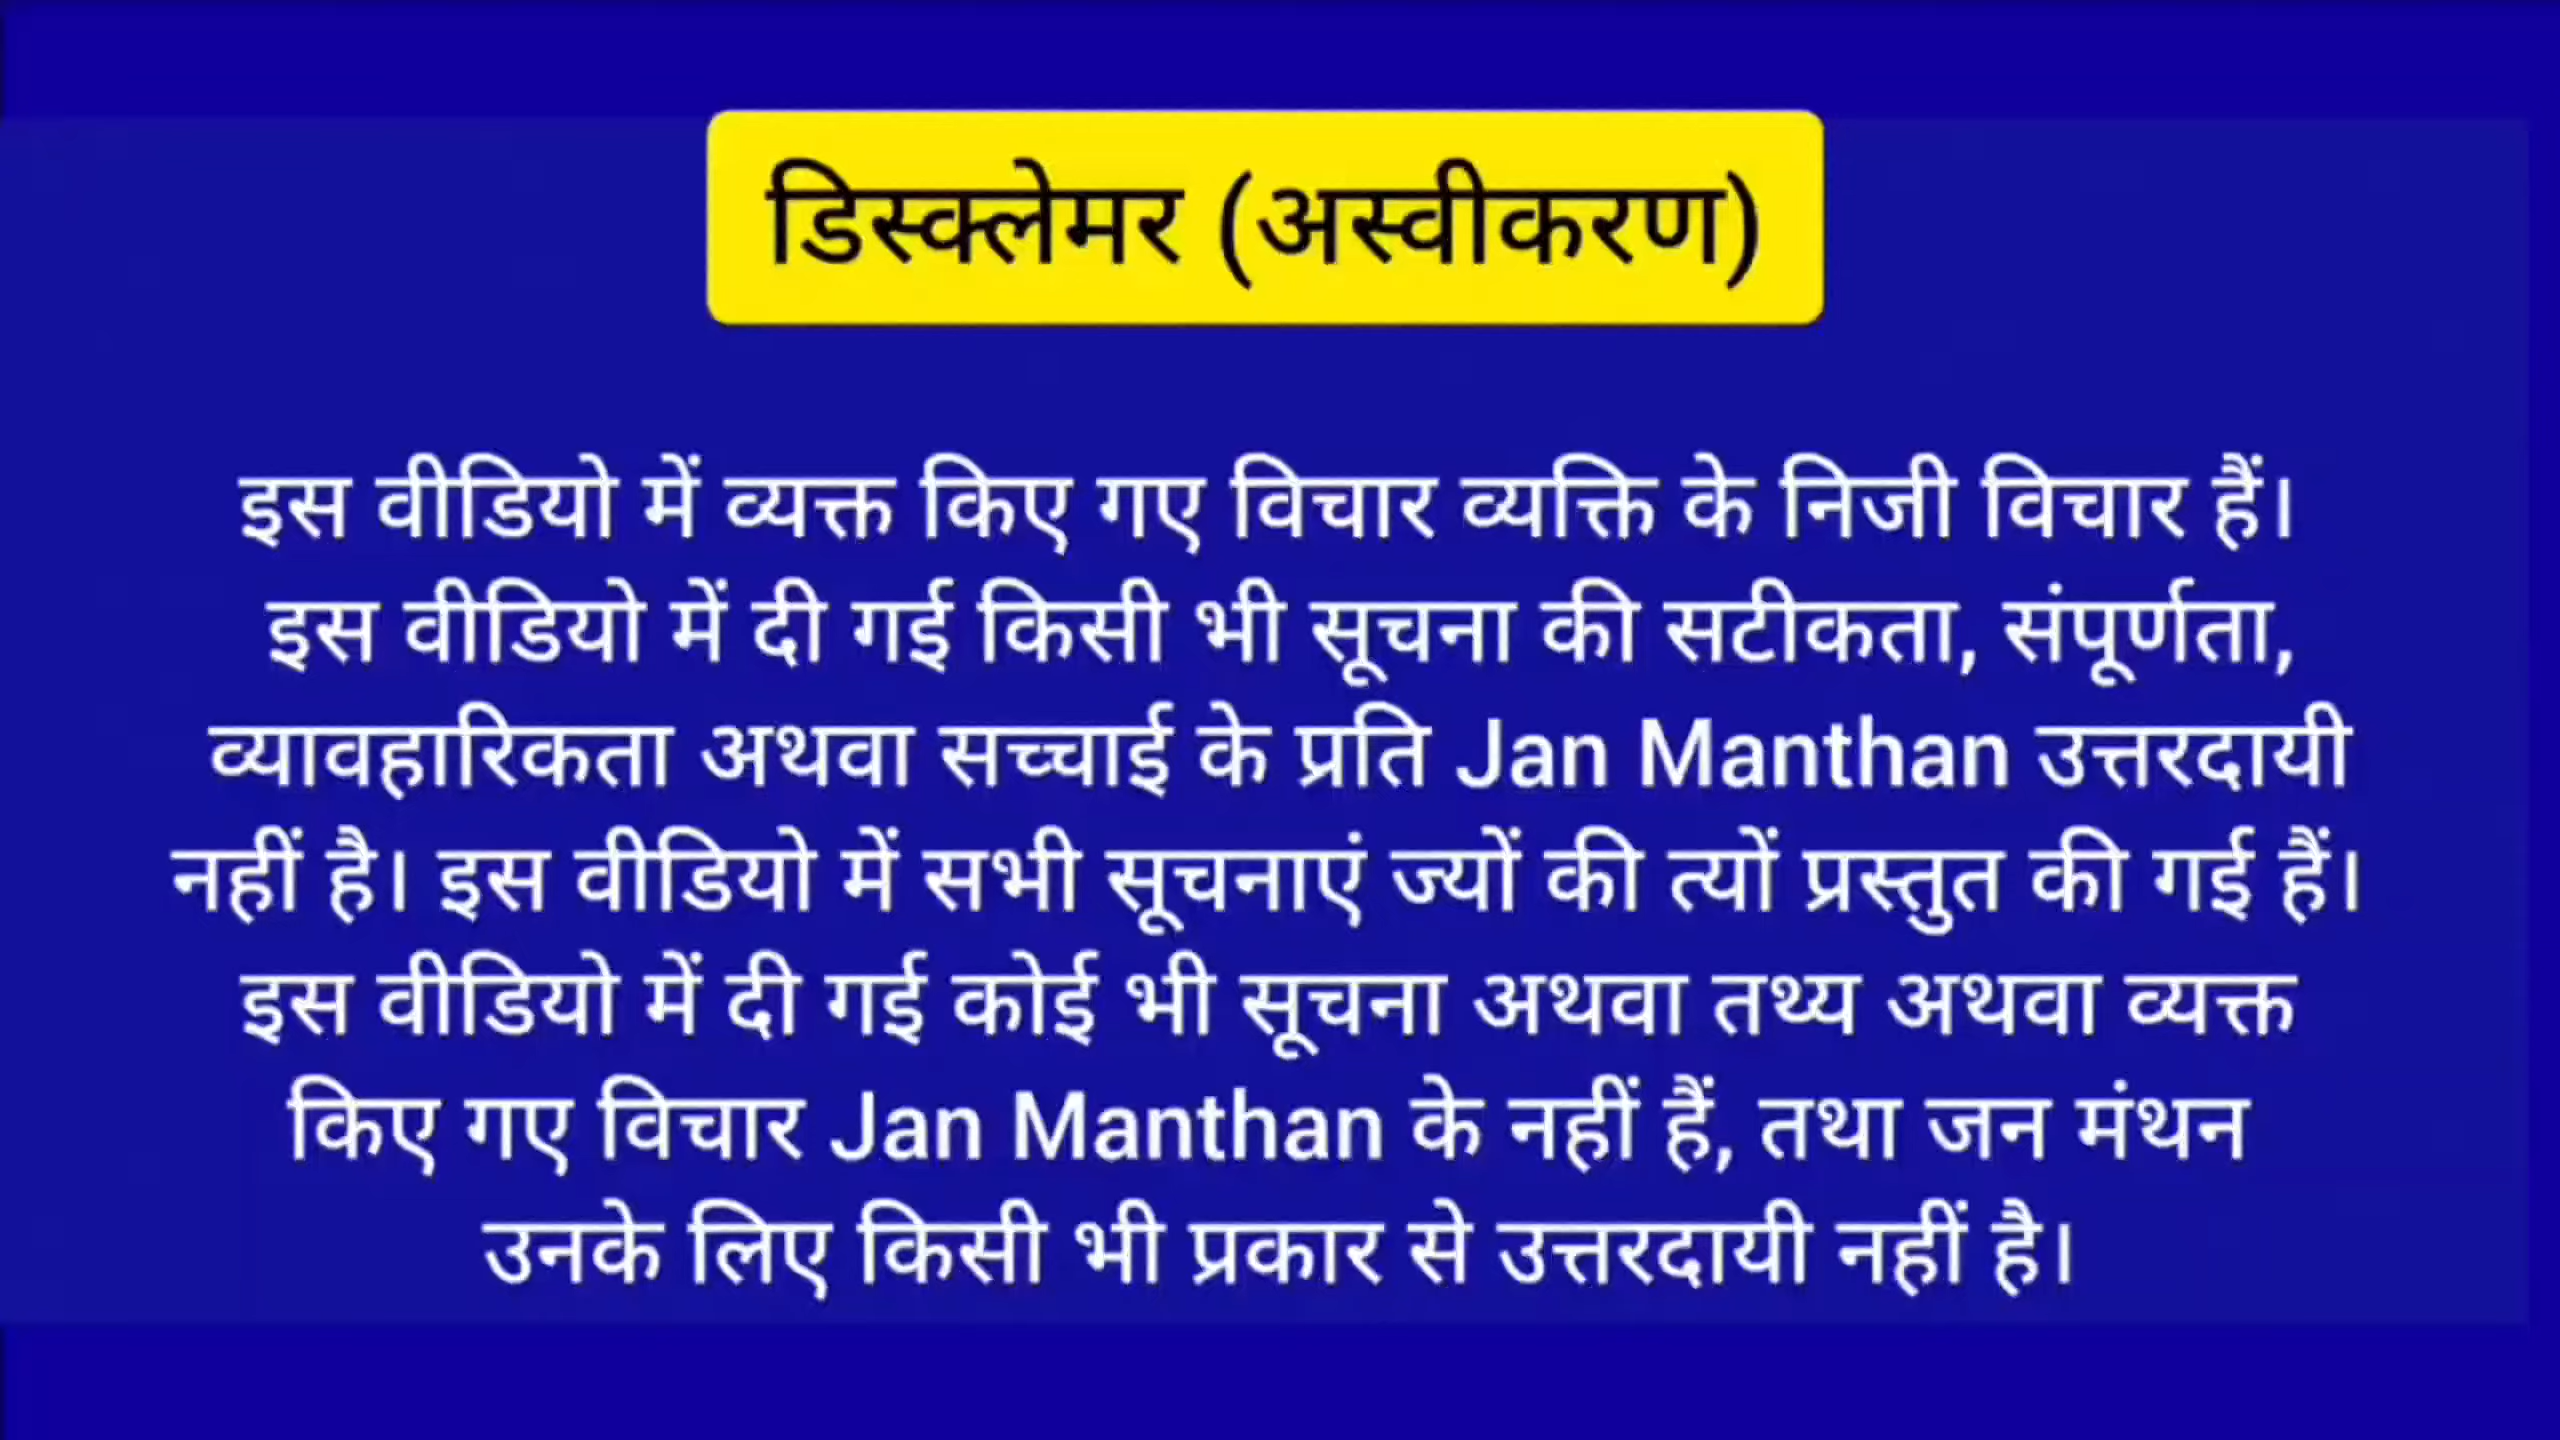 डिस्क्लेमर (अस्वीकरण)
इस वीडियो में व्यक्त किए गए विचार व्यक्ति के निजी विचार हैं।
इस वीडियो में दी गई किसी भी सूचना की सटीकता, संपूर्णता,
व्यावहारिकता अथवा सच्चाई के प्रति Jan Manthan उत्तरदायी
नहीं है। इस वीडियो में सभी सूचनाएं ज्यों की त्यों प्रस्तुत की गई हैं।
इस वीडियो में दी गई कोई भी सूचना अथवा तथ्य अथवा व्यक्त
किए गए विचार Jan Manthan के नहीं हैं, तथा जन मंथन
उनके लिए किसी भी प्रकार से उत्तरदायी नहीं है।